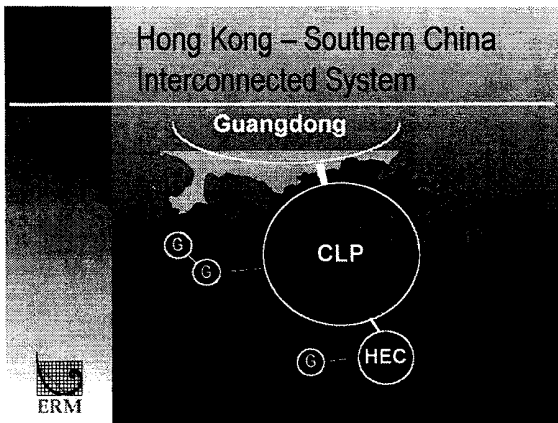 Hong Kong – Southern China
Interconnected System
Guangdong
G
G
CLP
G
HEC
ERM